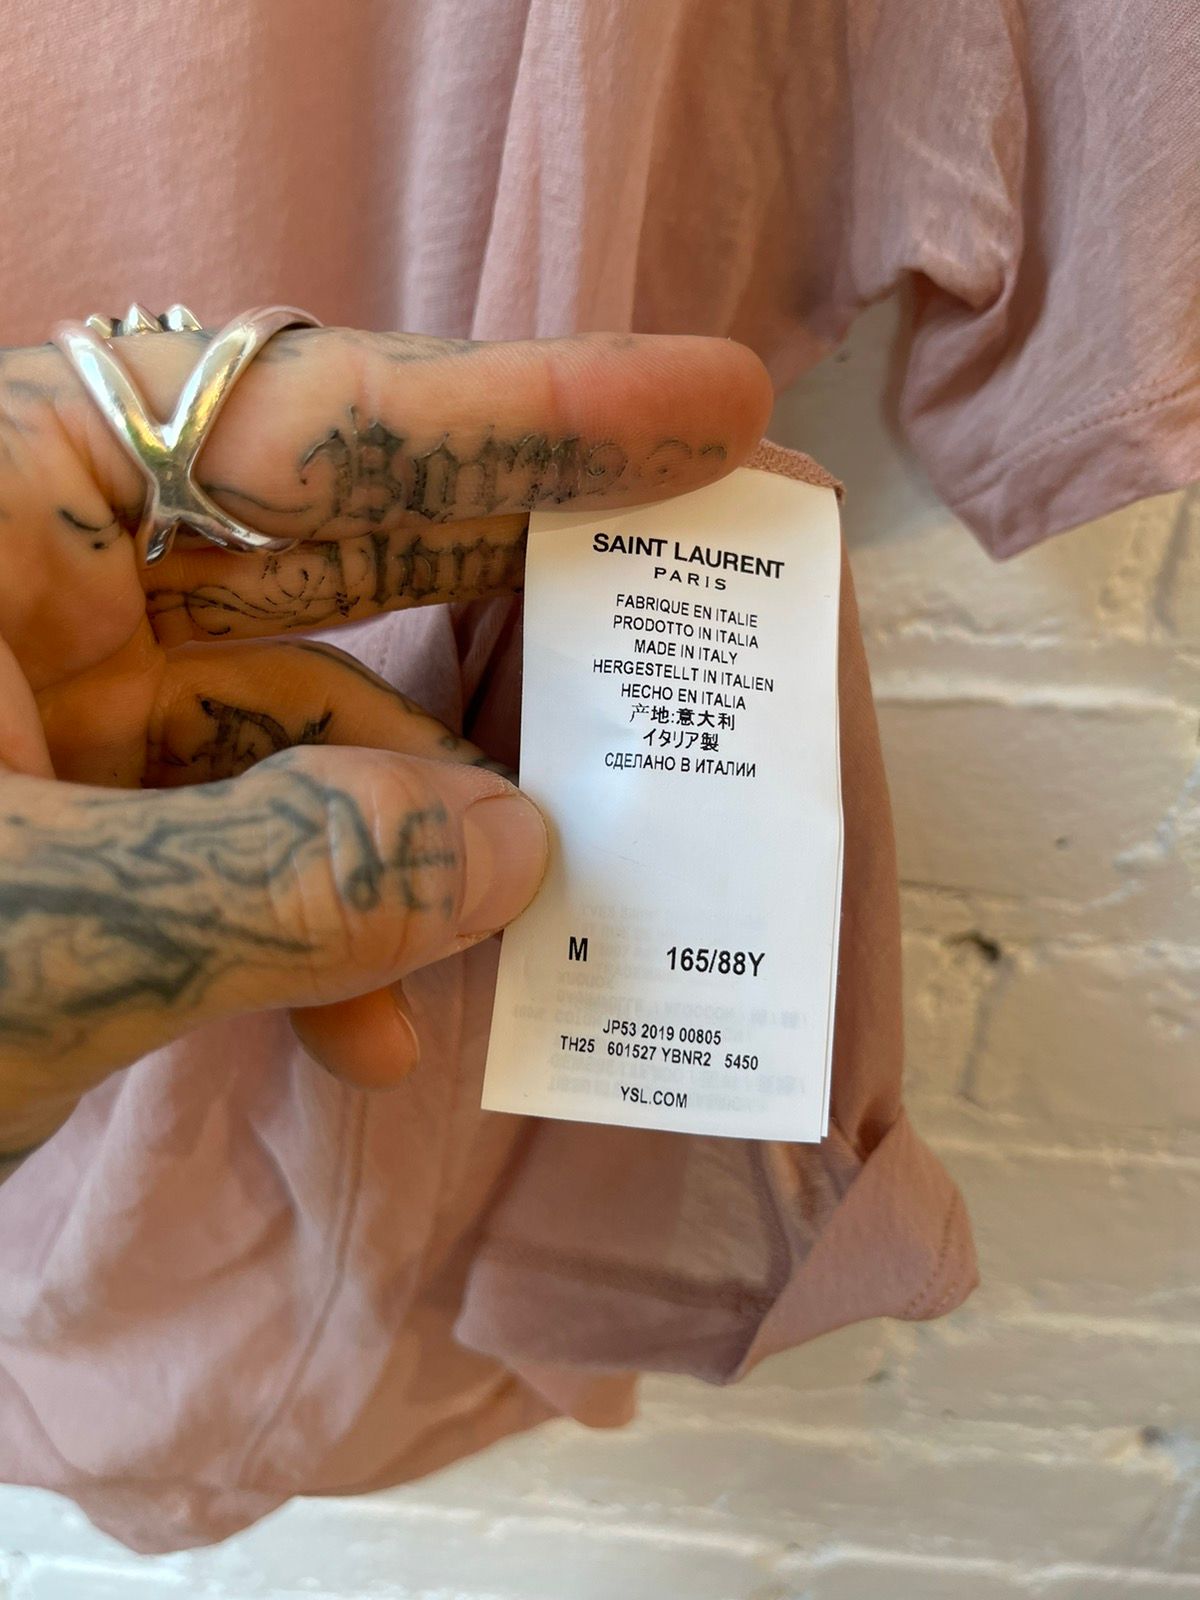 Born
Alone
SAINT LAURENT
PARIS
FABRIQUE EN ITALIE
PRODOTTO IN ITALIA
MADE IN ITALY
HERGESTELLT IN ITALIEN
HECHO EN ITALIA
产地:意大利
イタリア製
СДЕЛАНО В ИТАЛИИ
M 165/88Y
JP53 2019 00805
TH25 601527 YBNR2 5450
YSL.COM